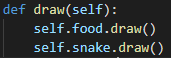 def draw(self):
    self.food.draw()
    self.snake.draw()